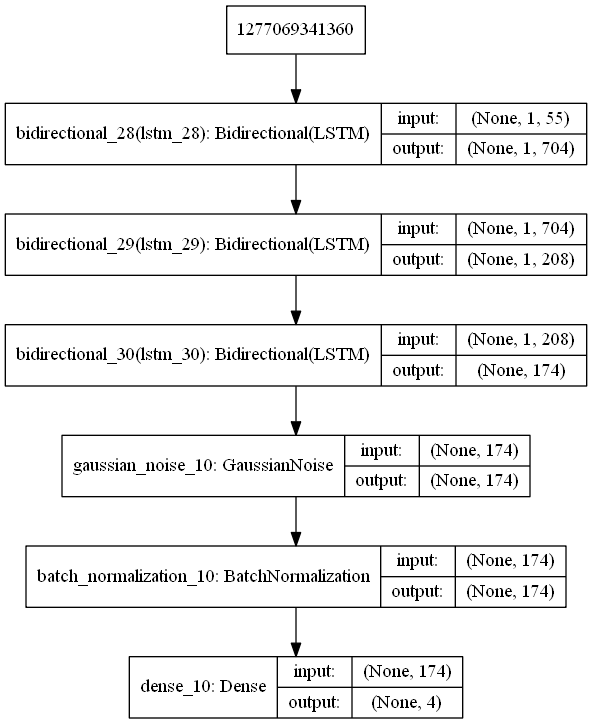 1277069341360
bidirectional_28(lstm_28): Bidirectional(LSTM)
input: (None, 1, 55)
output: (None, 1, 704)
bidirectional_29(lstm_29): Bidirectional(LSTM)
input: (None, 1, 704)
output: (None, 1, 208)
bidirectional_30(lstm_30): Bidirectional(LSTM)
input: (None, 1, 208)
output: (None, 174)
gaussian_noise_10: GaussianNoise
input: (None, 174)
output: (None, 174)
batch_normalization_10: BatchNormalization
input: (None, 174)
output: (None, 174)
dense_10: Dense
input: (None, 174)
output: (None, 4)